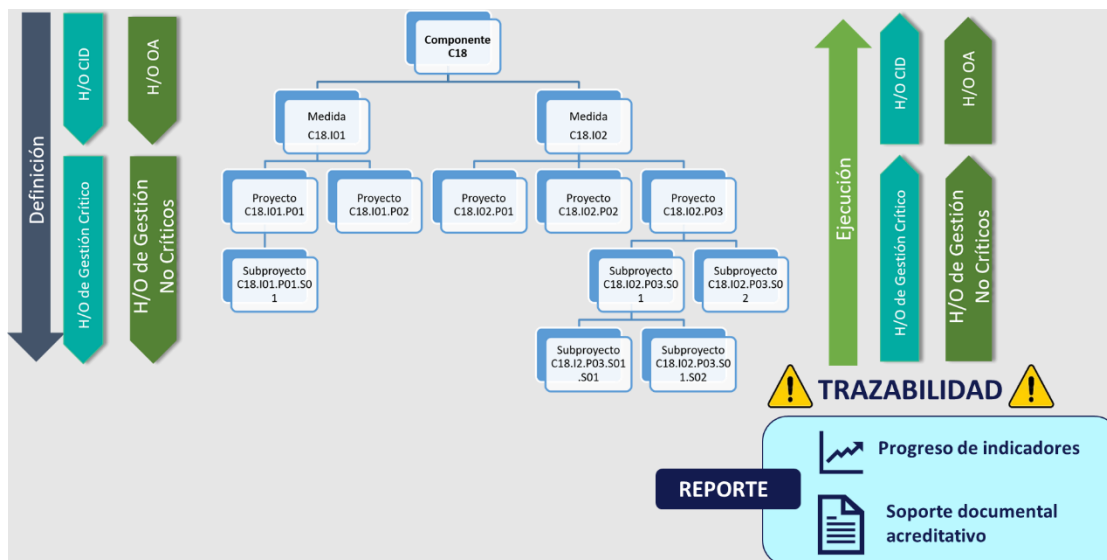 Definición
H/O CID
H/O OA
H/O de Gestión Crítico
H/O de Gestión
No Críticos
Componente
C18
Medida
C18.I01
Medida
C18.I02
Proyecto
C18.I01.P01
Proyecto
C18.I01.P02
Proyecto
C18.I02.P01
Proyecto
C18.I02.P02
Proyecto
C18.I02.P03
Subproyecto
C18.I01.P01.S0
1
Subproyecto
C18.I02.P03.S0
1
Subproyecto
C18.I02.P03.S
02
Subproyecto
C18.I2.P03.S01
.S01
Subproyecto
C18.I02.P03.S0
1.S02
Ejecución
H/O CID
H/O OA
H/O de Gestión Crítico
H/O de Gestión
No Críticos
TRAZABILIDAD
REPORTE
Progreso de indicadores
Soporte documental
acreditativo